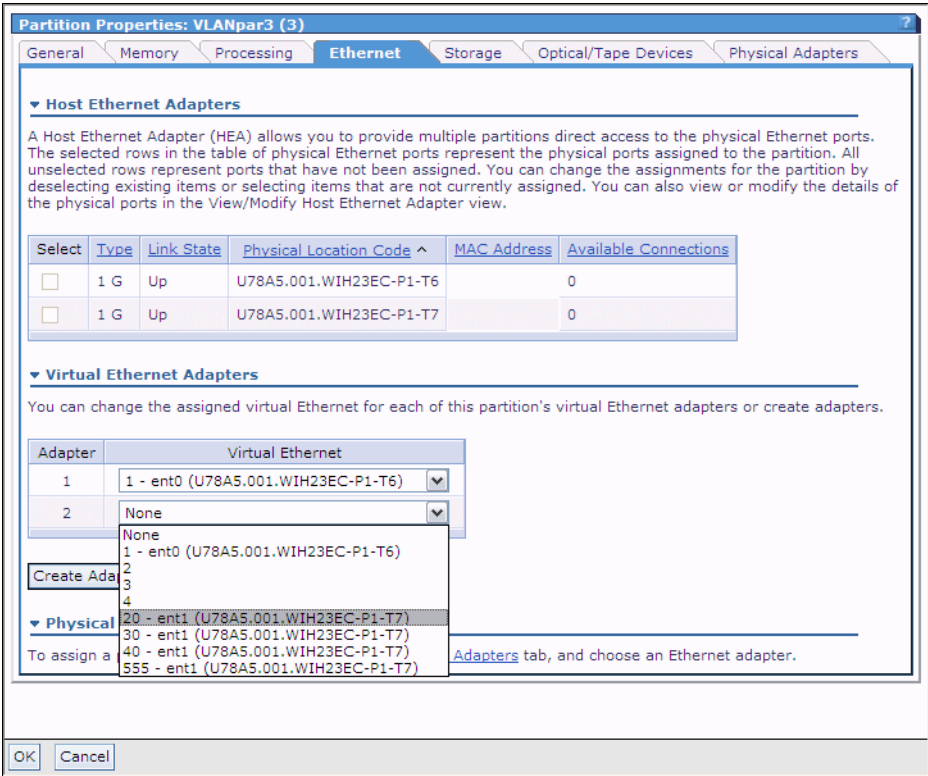 Partition Properties: VLANpar3 (3)
?
General Memory Processing Ethernet Storage Optical/Tape Devices Physical Adapters
Host Ethernet Adapters
A Host Ethernet Adapter (HEA) allows you to provide multiple partitions direct access to the physical Ethernet ports.
The selected rows in the table of physical Ethernet ports represent the physical ports assigned to the partition. All
unselected rows represent ports that have not been assigned. You can change the assignments for the partition by
deselecting existing items or selecting items that are not currently assigned. You can also view or modify the details of
the physical ports in the View/Modify Host Ethernet Adapter view.
Select Type Link State Physical Location Code ^ MAC Address Available Connections
1 G Up U78A5.001.WIH23EC-P1-T6 0
1 G Up U78A5.001.WIH23EC-P1-T7 0
Virtual Ethernet Adapters
You can change the assigned virtual Ethernet for each of this partition's virtual Ethernet adapters or create adapters.
Adapter Virtual Ethernet
1 1 - ent0 (U78A5.001.WIH23EC-P1-T6)
2 None
None
1 - ent0 (U78A5.001.WIH23EC-P1-T6)
2
3
4
20 - ent1 (U78A5.001.WIH23EC-P1-T7)
30 - ent1 (U78A5.001.WIH23EC-P1-T7)
40 - ent1 (U78A5.001.WIH23EC-P1-T7)
555 - ent1 (U78A5.001.WIH23EC-P1-T7)
Create Ada
Physical
To assign a Adapters tab, and choose an Ethernet adapter.
OK Cancel